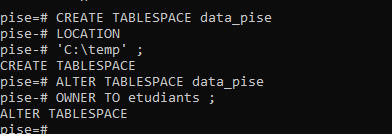 pise=# CREATE TABLESPACE data_pise
pise-# LOCATION
pise-# 'C:\temp' ;
CREATE TABLESPACE
pise=# ALTER TABLESPACE data_pise
pise-# OWNER TO etudiants ;
ALTER TABLESPACE
pise=#